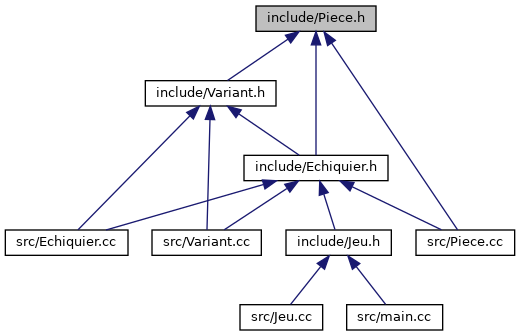 include/Piece.h
include/Variant.h
include/Echiquier.h
src/Echiquier.cc
src/Variant.cc
include/Jeu.h
src/Piece.cc
src/Jeu.cc
src/main.cc